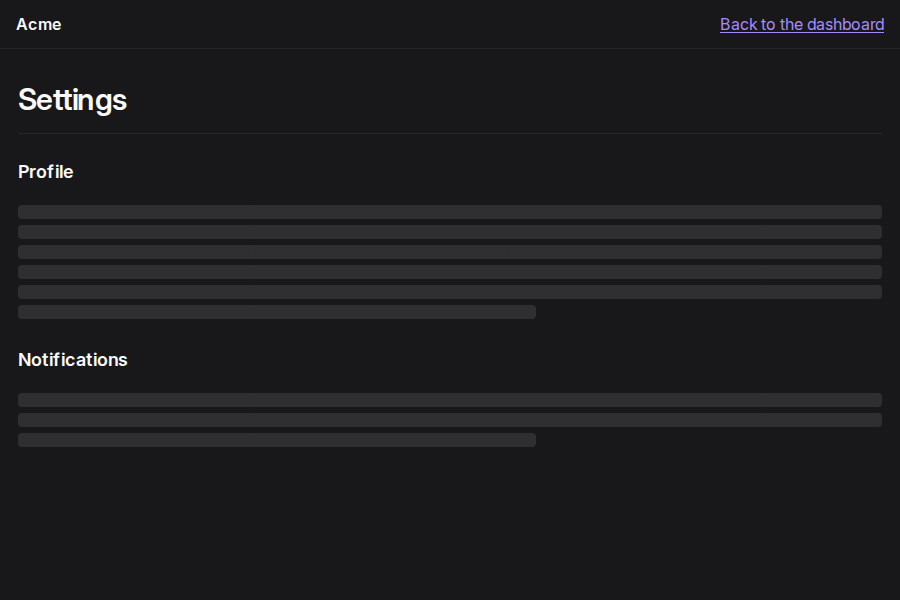 Acme
Back to the dashboard
Settings
Profile
Notifications